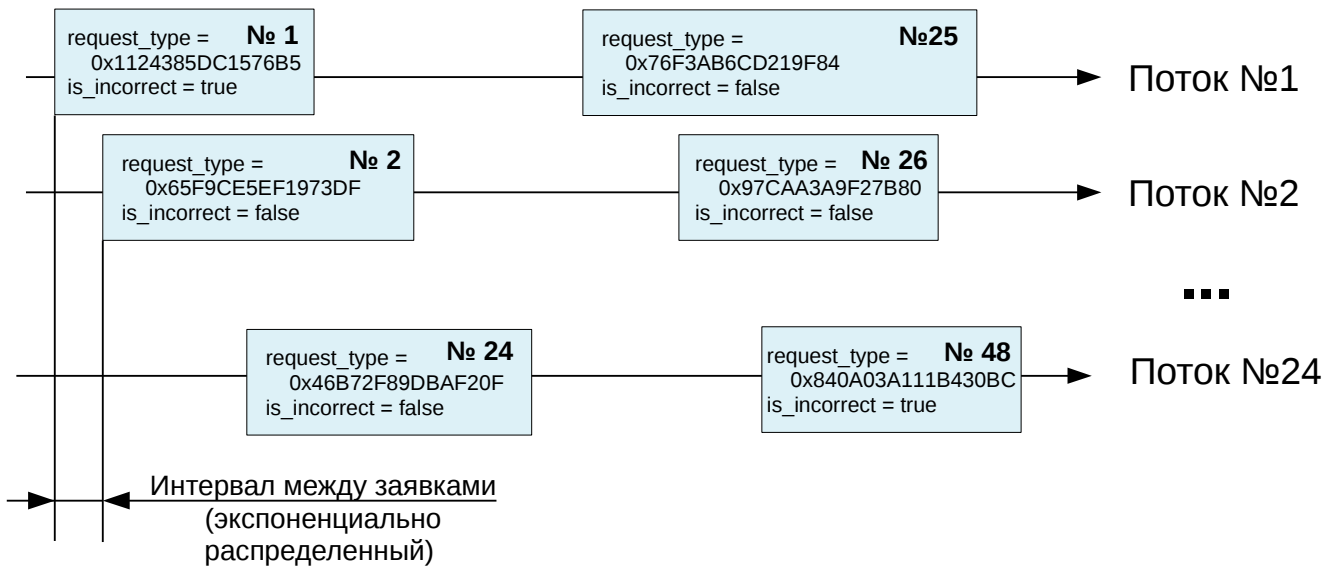 request_type = № 1
0x1124385DC1576B5
is_incorrect = true
request_type = №25
0x76F3AB6CD219F84
is_incorrect = false
Поток №1
request_type = № 2
0x65F9CE5EF1973DF
is_incorrect = false
request_type = № 26
0x97CAA3A9F27B80
is_incorrect = false
Поток №2
...
request_type = № 24
0x46B72F89DBAF20F
is_incorrect = false
request_type = № 48
0x840A03A111B430BC
is_incorrect = true
Поток №24
Интервал между заявками
(экспоненциально
распределенный)